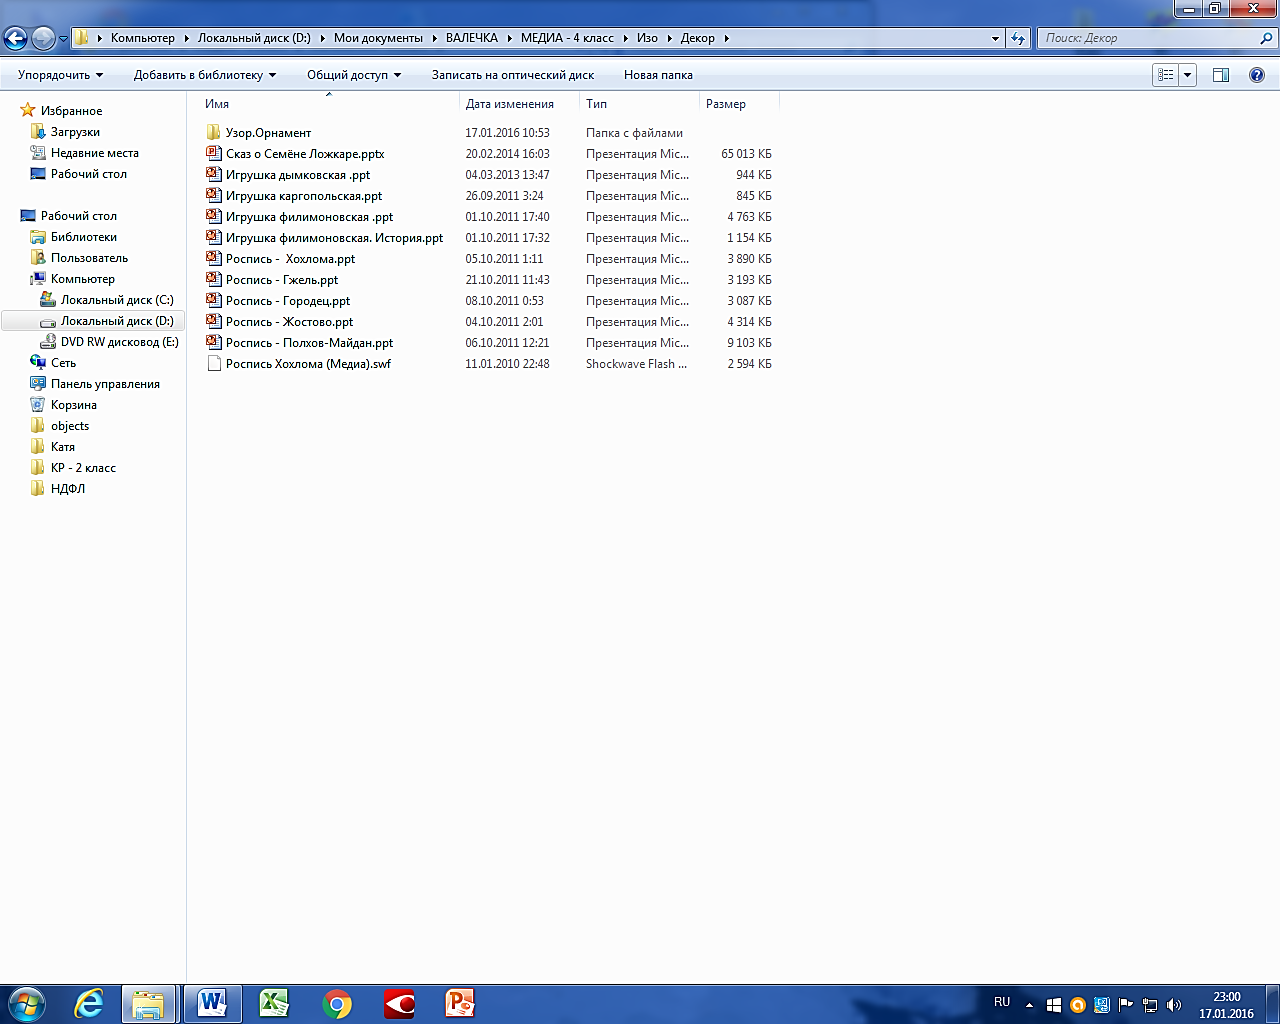 Компьютер Локальный диск (D:) Мои документы ВАЛЕЧКА МЕДИА - 4 класс Изо Декор Поиск: Декор
Упорядочить Добавить в библиотеку Общий доступ Записать на оптический диск Новая папка
Избранное
Загрузки
Недавние места
Рабочий стол
Рабочий стол
Библиотеки
Пользователь
Компьютер
Локальный диск (C:)
Локальный диск (D:)
DVD RW дисковод (E:)
Сеть
Панель управления
Корзина
objects
Катя
КР - 2 класс
НДФЛ
Имя Дата изменения Тип Размер
Узор.Орнамент 17.01.2016 10:53 Папка с файлами
Сказ о Семёне Ложкаре.pptx 20.02.2014 16:03 Презентация Mic... 65 013 КБ
Игрушка дымковская .ppt 04.03.2013 13:47 Презентация Mic... 944 КБ
Игрушка каргопольская.ppt 26.09.2011 3:24 Презентация Mic... 845 КБ
Игрушка филимоновская .ppt 01.10.2011 17:40 Презентация Mic... 4 763 КБ
Игрушка филимоновская. История.ppt 01.10.2011 17:32 Презентация Mic... 1 154 КБ
Роспись -  Хохлома.ppt 05.10.2011 1:11 Презентация Mic... 3 890 КБ
Роспись - Гжель.ppt 21.10.2011 11:43 Презентация Mic... 3 193 КБ
Роспись - Городец.ppt 08.10.2011 0:53 Презентация Mic... 3 087 КБ
Роспись - Жостово.ppt 04.10.2011 2:01 Презентация Mic... 4 314 КБ
Роспись - Полхов-Майдан.ppt 06.10.2011 12:21 Презентация Mic... 9 103 КБ
Роспись Хохлома (Медиа).swf 11.01.2010 22:48 Shockwave Flash ... 2 594 КБ
RU 23:00
17.01.2016